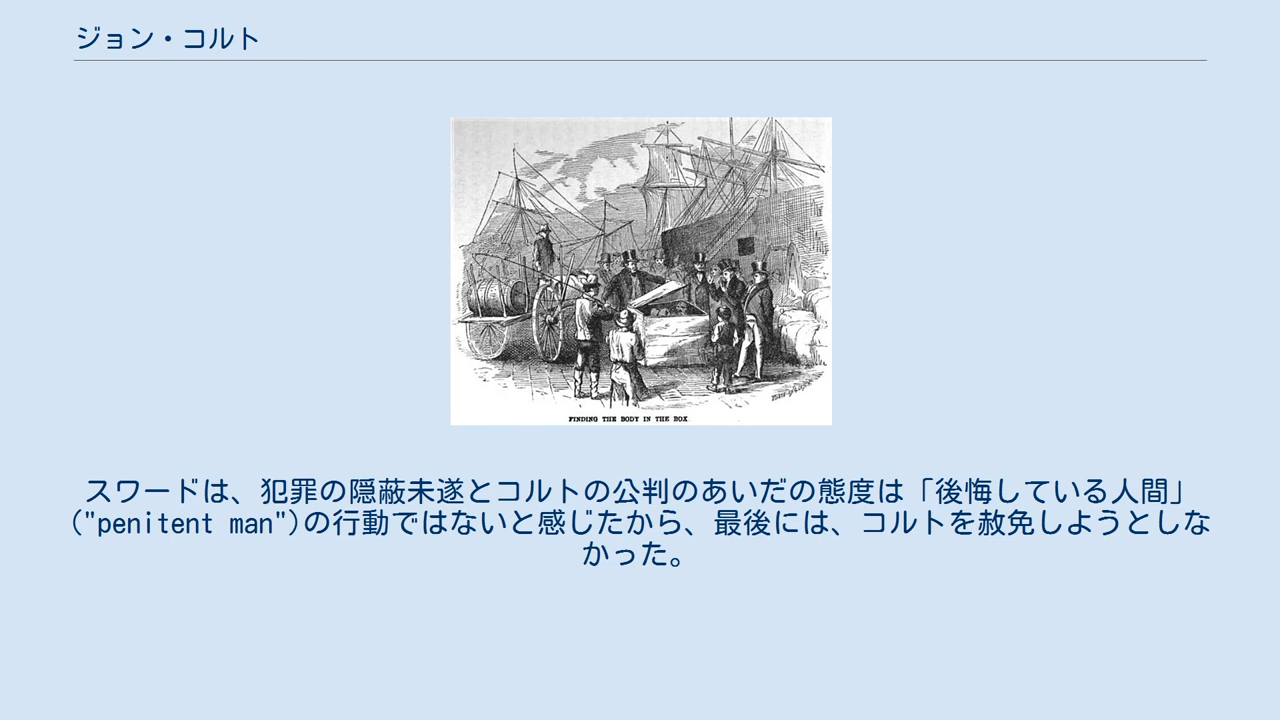 ジョン・コルト
FINDING THE BODY IN THE BOX
スワードは、犯罪の隠蔽未遂とコルトの公判のあいだの態度は「後悔している人間」
("penitent man")の行動ではないと感じたから、最後には、コルトを赦免しようとしな
かった。